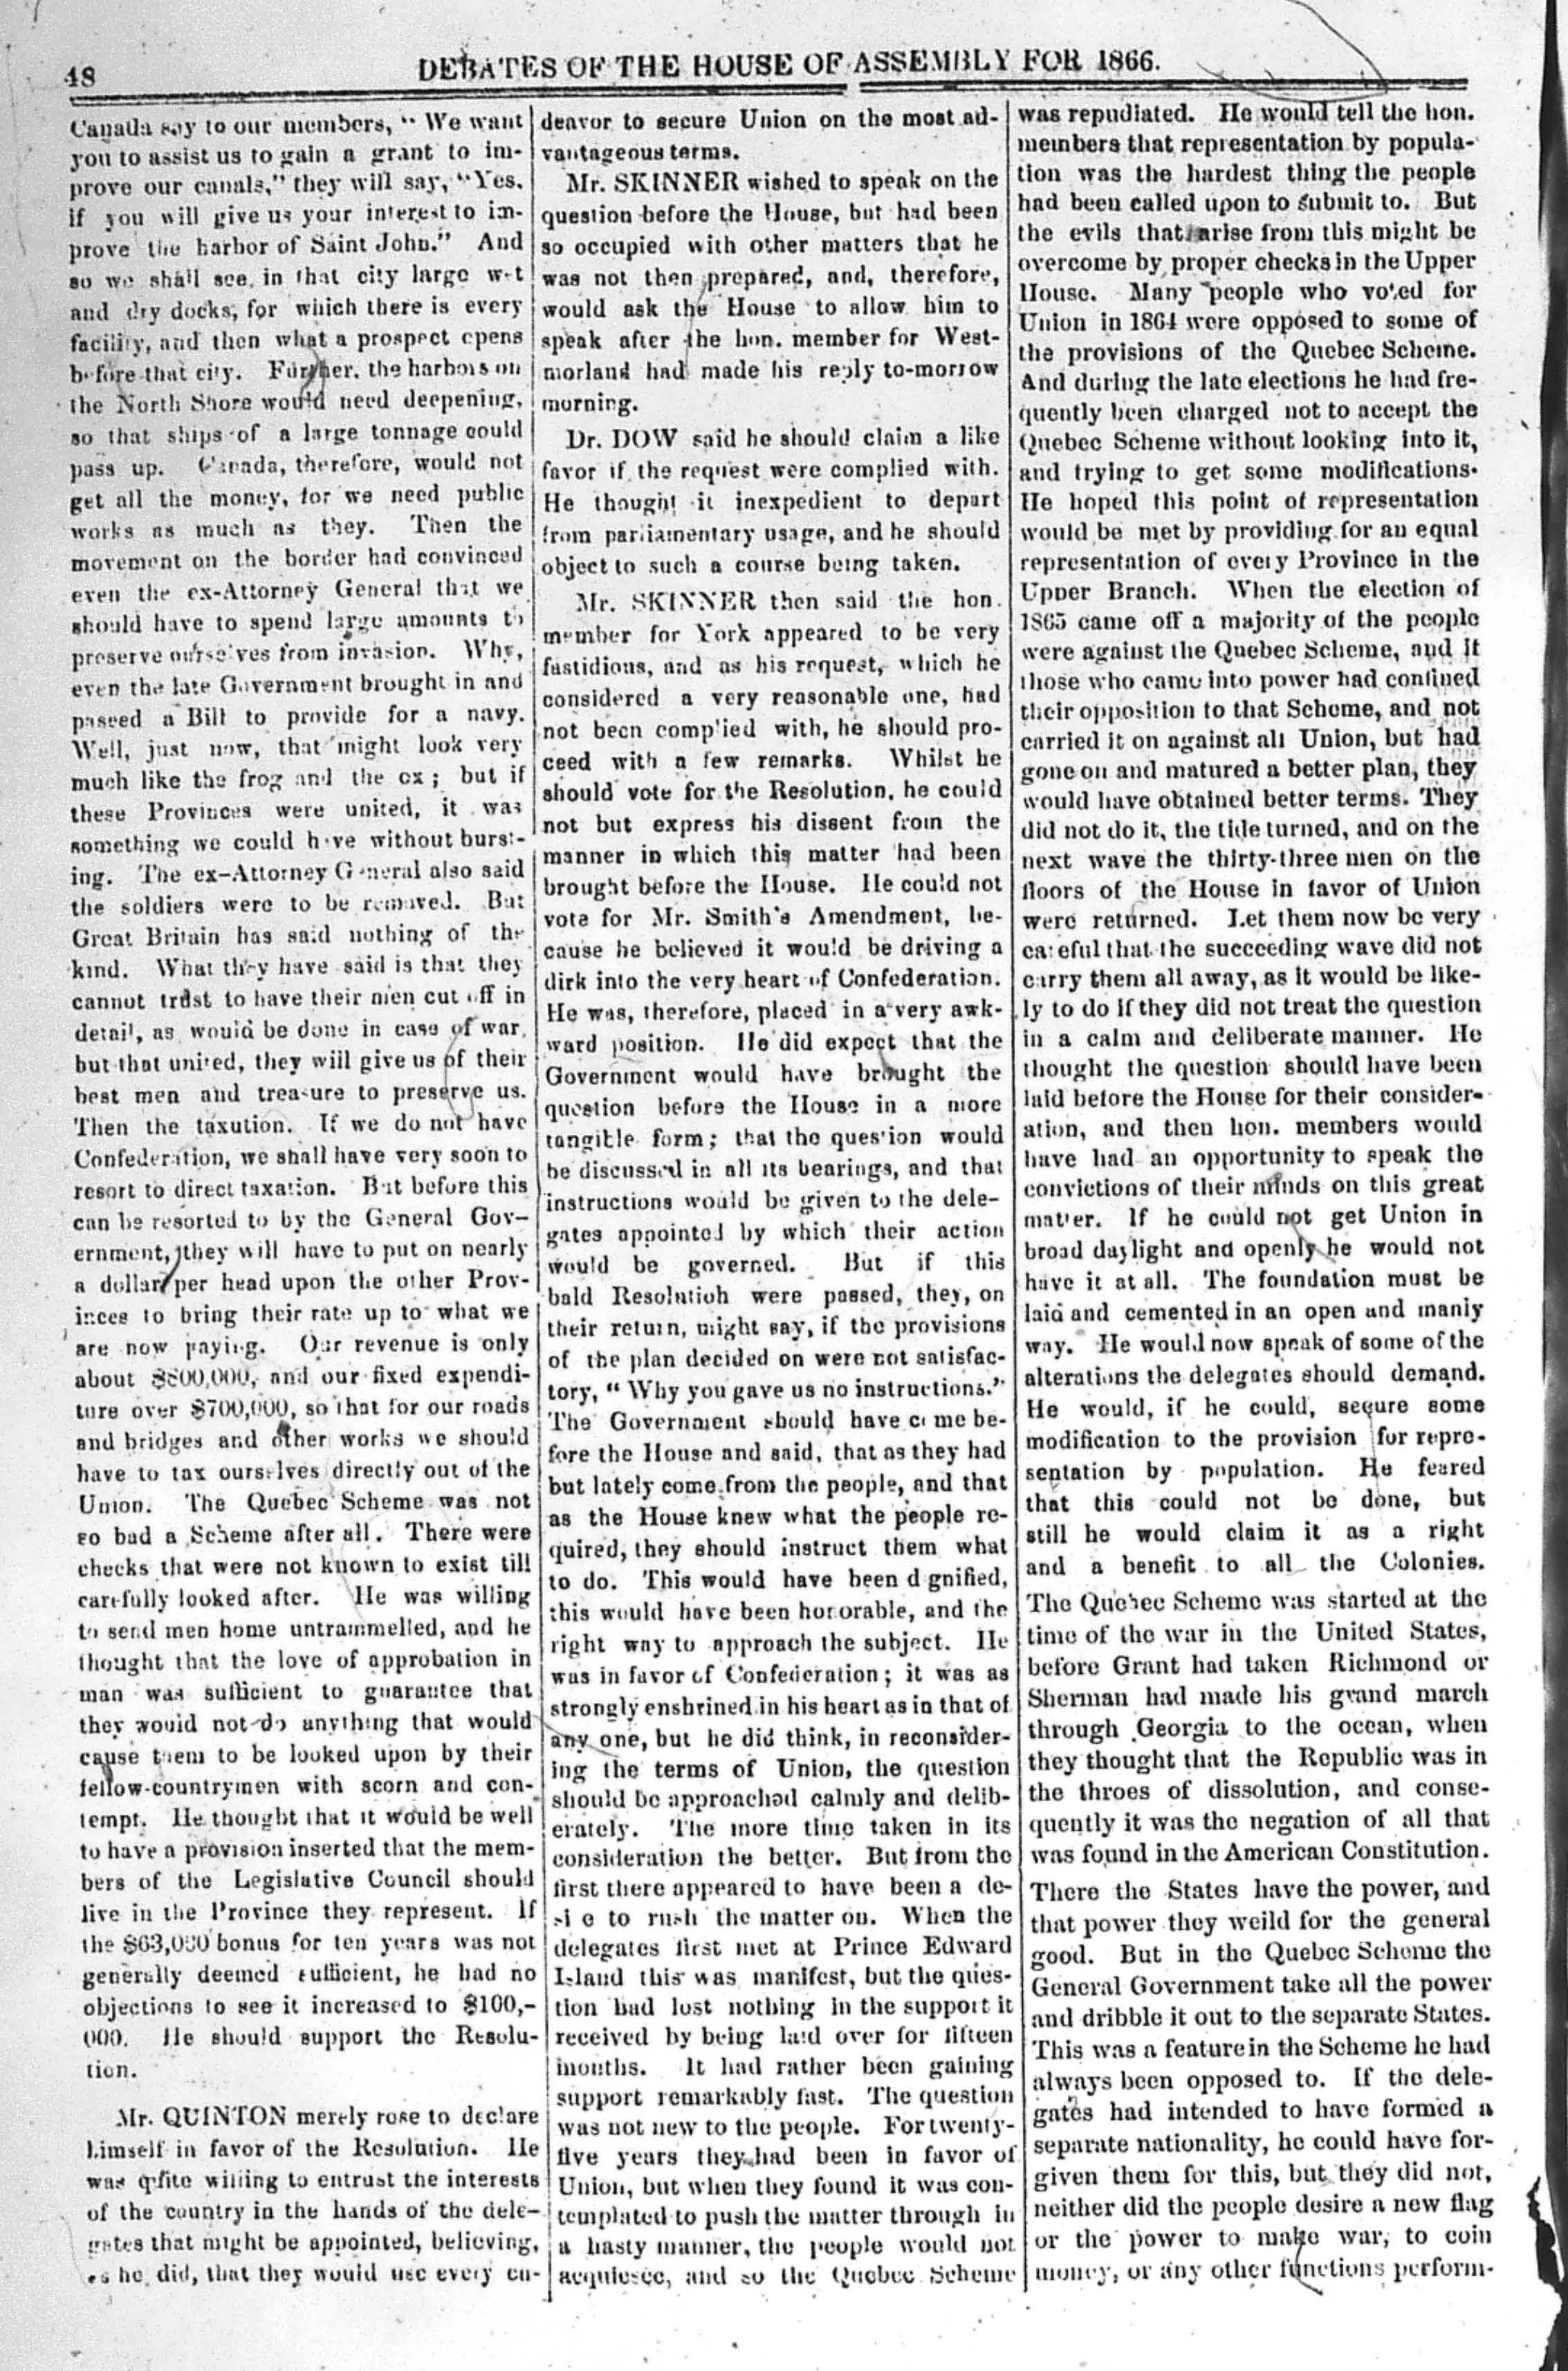 48
DEBATES OF THE HOUSE OF ASSEMBLY FOR 1866.
Canada say to our members, "We want
you to assist us to gain a grant to im-
prove our canals," they will say, "Yes,
if you will give us your interest to im-
prove the harbor of Saint John." And
so we shall see, in that city large wet
and dry docks, for which there is every
facility, and then what a prospect opens
before that city. Further, the harbors on
the North Shore would need deepening,
so that ships of a large tonnage could
pass up. Canada, therefore, would not
get all the money, for we need public
works as much as they. Then the
movement on the border had convinced
even the ex-Attorney General that we
should have to spend large amounts to
preserve ourselves from invasion. Why,
even the late Government brought in and
passed a Bill to provide for a navy.
Well, just now, that might look very
much like the frog and the ox; but if
these Provinces were united, it was
something we could have without burst-
ing. The ex-Attorney General also said
the soldiers were to be removed. But
Great Britain has said nothing of the
kind. What they have said is that they
cannot trust to have their men cut off in
detail, as would be done in case of war,
but that united, they will give us of their
best men and treasure to preserve us.
Then the taxution. If we do not have
Confederation, we shall have very soon to
resort to direct taxation. But before this
can be resorted to by the General Gov-
ernment, they will have to put on nearly
a dollar per head upon the other Prov-
inces to bring their rate up to what we
are now paying. Our revenue is only
about $800,000, and our fixed expendi-
ture over $700,000, so that for our roads
and bridges and other works we should
have to tax ourselves directly out of the
Union. The Quebec Scheme was not
so bad a Scheme after all. There were
checks that were not known to exist till
carefully looked after. He was willing
to send men home untrammelled, and he
thought that the love of approbation in
man was sufficient to guarantee that
they would not do anything that would
cause them to be looked upon by their
fellow-countrymen with scorn and con-
tempt. He thought that it would be well
to have a provision inserted that the mem-
bers of the Legislative Council should
live in the Province they represent. If
the $63,000 bonus for ten years was not
generally deemed sufficient, he had no
objections to see it increased to $100,-
000. He should support the Resolu-
tion.
Mr. QUINTON merely rose to declare
himself in favor of the Resolution. He
was quite willing to entrust the interests
of the country in the hands of the dele-
gates that might be appointed, believing,
as he did, that they would use every en-
deavor to secure Union on the most ad-
vantageous terms.
Mr. SKINNER wished to speak on the
question before the House, but had been
so occupied with other matters that he
was not then prepared, and, therefore,
would ask the House to allow him to
speak after the hon. member for West-
morland had made his reply to-morrow
morning.
Dr. DOW said he should claim a like
favor if the request were complied with.
He thought it inexpedient to depart
from parliamentary usage, and he should
object to such a course being taken.
Mr. SKINNER then said the hon.
member for York appeared to be very
fastidious, and as his request, which he
considered a very reasonable one, had
not been complied with, he should pro-
ceed with a few remarks. Whilst he
should vote for the Resolution, he could
not but express his dissent from the
manner in which this matter had been
brought before the House. He could not
vote for Mr. Smith's Amendment, be-
cause he believed it would be driving a
dirk into the very heart of Confederation.
He was, therefore, placed in a very awk-
ward position. He did expect that the
Government would have brought the
question before the House in a more
tangible form; that the question would
be discussed in all its bearings, and that
instructions would be given to the dele-
gates appointed by which their action
would be governed. But if this
bald Resolution were passed, they, on
their return, might say, if the provisions
of the plan decided on were not satisfac-
tory, "Why you gave us no instructions."
The Government should have come be-
fore the House and said, that as they had
but lately come from the people, and that
as the House knew what the people re-
quired, they should instruct them what
to do. This would have been dignified,
this would have been honorable, and the
right way to approach the subject. He
was in favor of Confederation; it was as
strongly enshrined in his heart as in that of
any one, but he did think, in reconsider-
ing the terms of Union, the question
should be approached calmly and delib-
erately. The more time taken in its
consideration the better. But from the
first there appeared to have been a de-
sire to rush the matter on. When the
delegates first met at Prince Edward
Island this was manifest, but the ques-
tion had lost nothing in the support it
received by being laid over for fifteen
months. It had rather been gaining
support remarkably fast. The question
was not new to the people. For twenty-
five years they had been in favor of
Union, but when they found it was con-
templated to push the matter through in
a hasty manner, the people would not
acquiesce, and so the Quebec Scheme
was repudiated. He would tell the hon.
members that representation by popula-
tion was the hardest thing the people
had been called upon to submit to. But
the evils that arise from this might be
overcome by proper checks in the Upper
House. Many people who voted for
Union in 1864 were opposed to some of
the provisions of the Quebec Scheme.
And during the late elections he had fre-
quently been charged not to accept the
Quebec Scheme without looking into it,
and trying to get some modifications.
He hoped this point of representation
would be met by providing for an equal
representation of every Province in the
Upper Branch. When the election of
1865 came off a majority of the people
were against the Quebec Scheme, and if
those who came into power had confined
their opposition to that Scheme, and not
carried it on against all Union, but had
gone on and matured a better plan, they
would have obtained better terms. They
did not do it, the tide turned, and on the
next wave the thirty-three men on the
floors of the House in favor of Union
were returned. Let them now be very
careful that the succeeding wave did not
carry them all away, as it would be like-
ly to do if they did not treat the question
in a calm and deliberate manner. He
thought the question should have been
laid before the House for their consider-
ation, and then hon. members would
have had an opportunity to speak the
convictions of their minds on this great
matter. If he could not get Union in
broad daylight and openly he would not
have it at all. The foundation must be
laid and cemented in an open and manly
way. He would now speak of some of the
alterations the delegates should demand.
He would, if he could, secure some
modification to the provision for repre-
sentation by population. He feared
that this could not be done, but
still he would claim it as a right
and a benefit to all the Colonies.
The Quebec Scheme was started at the
time of the war in the United States,
before Grant had taken Richmond or
Sherman had made his grand march
through Georgia to the ocean, when
they thought that the Republic was in
the throes of dissolution, and conse-
quently it was the negation of all that
was found in the American Constitution.
There the States have the power, and
that power they weild for the general
good. But in the Quebec Scheme the
General Government take all the power
and dribble it out to the separate States.
This was a feature in the Scheme he had
always been opposed to. If the dele-
gates had intended to have formed a
separate nationality, he could have for-
given them for this, but they did not,
neither did the people desire a new flag
or the power to make war, to coin
money, or any other functions perform-